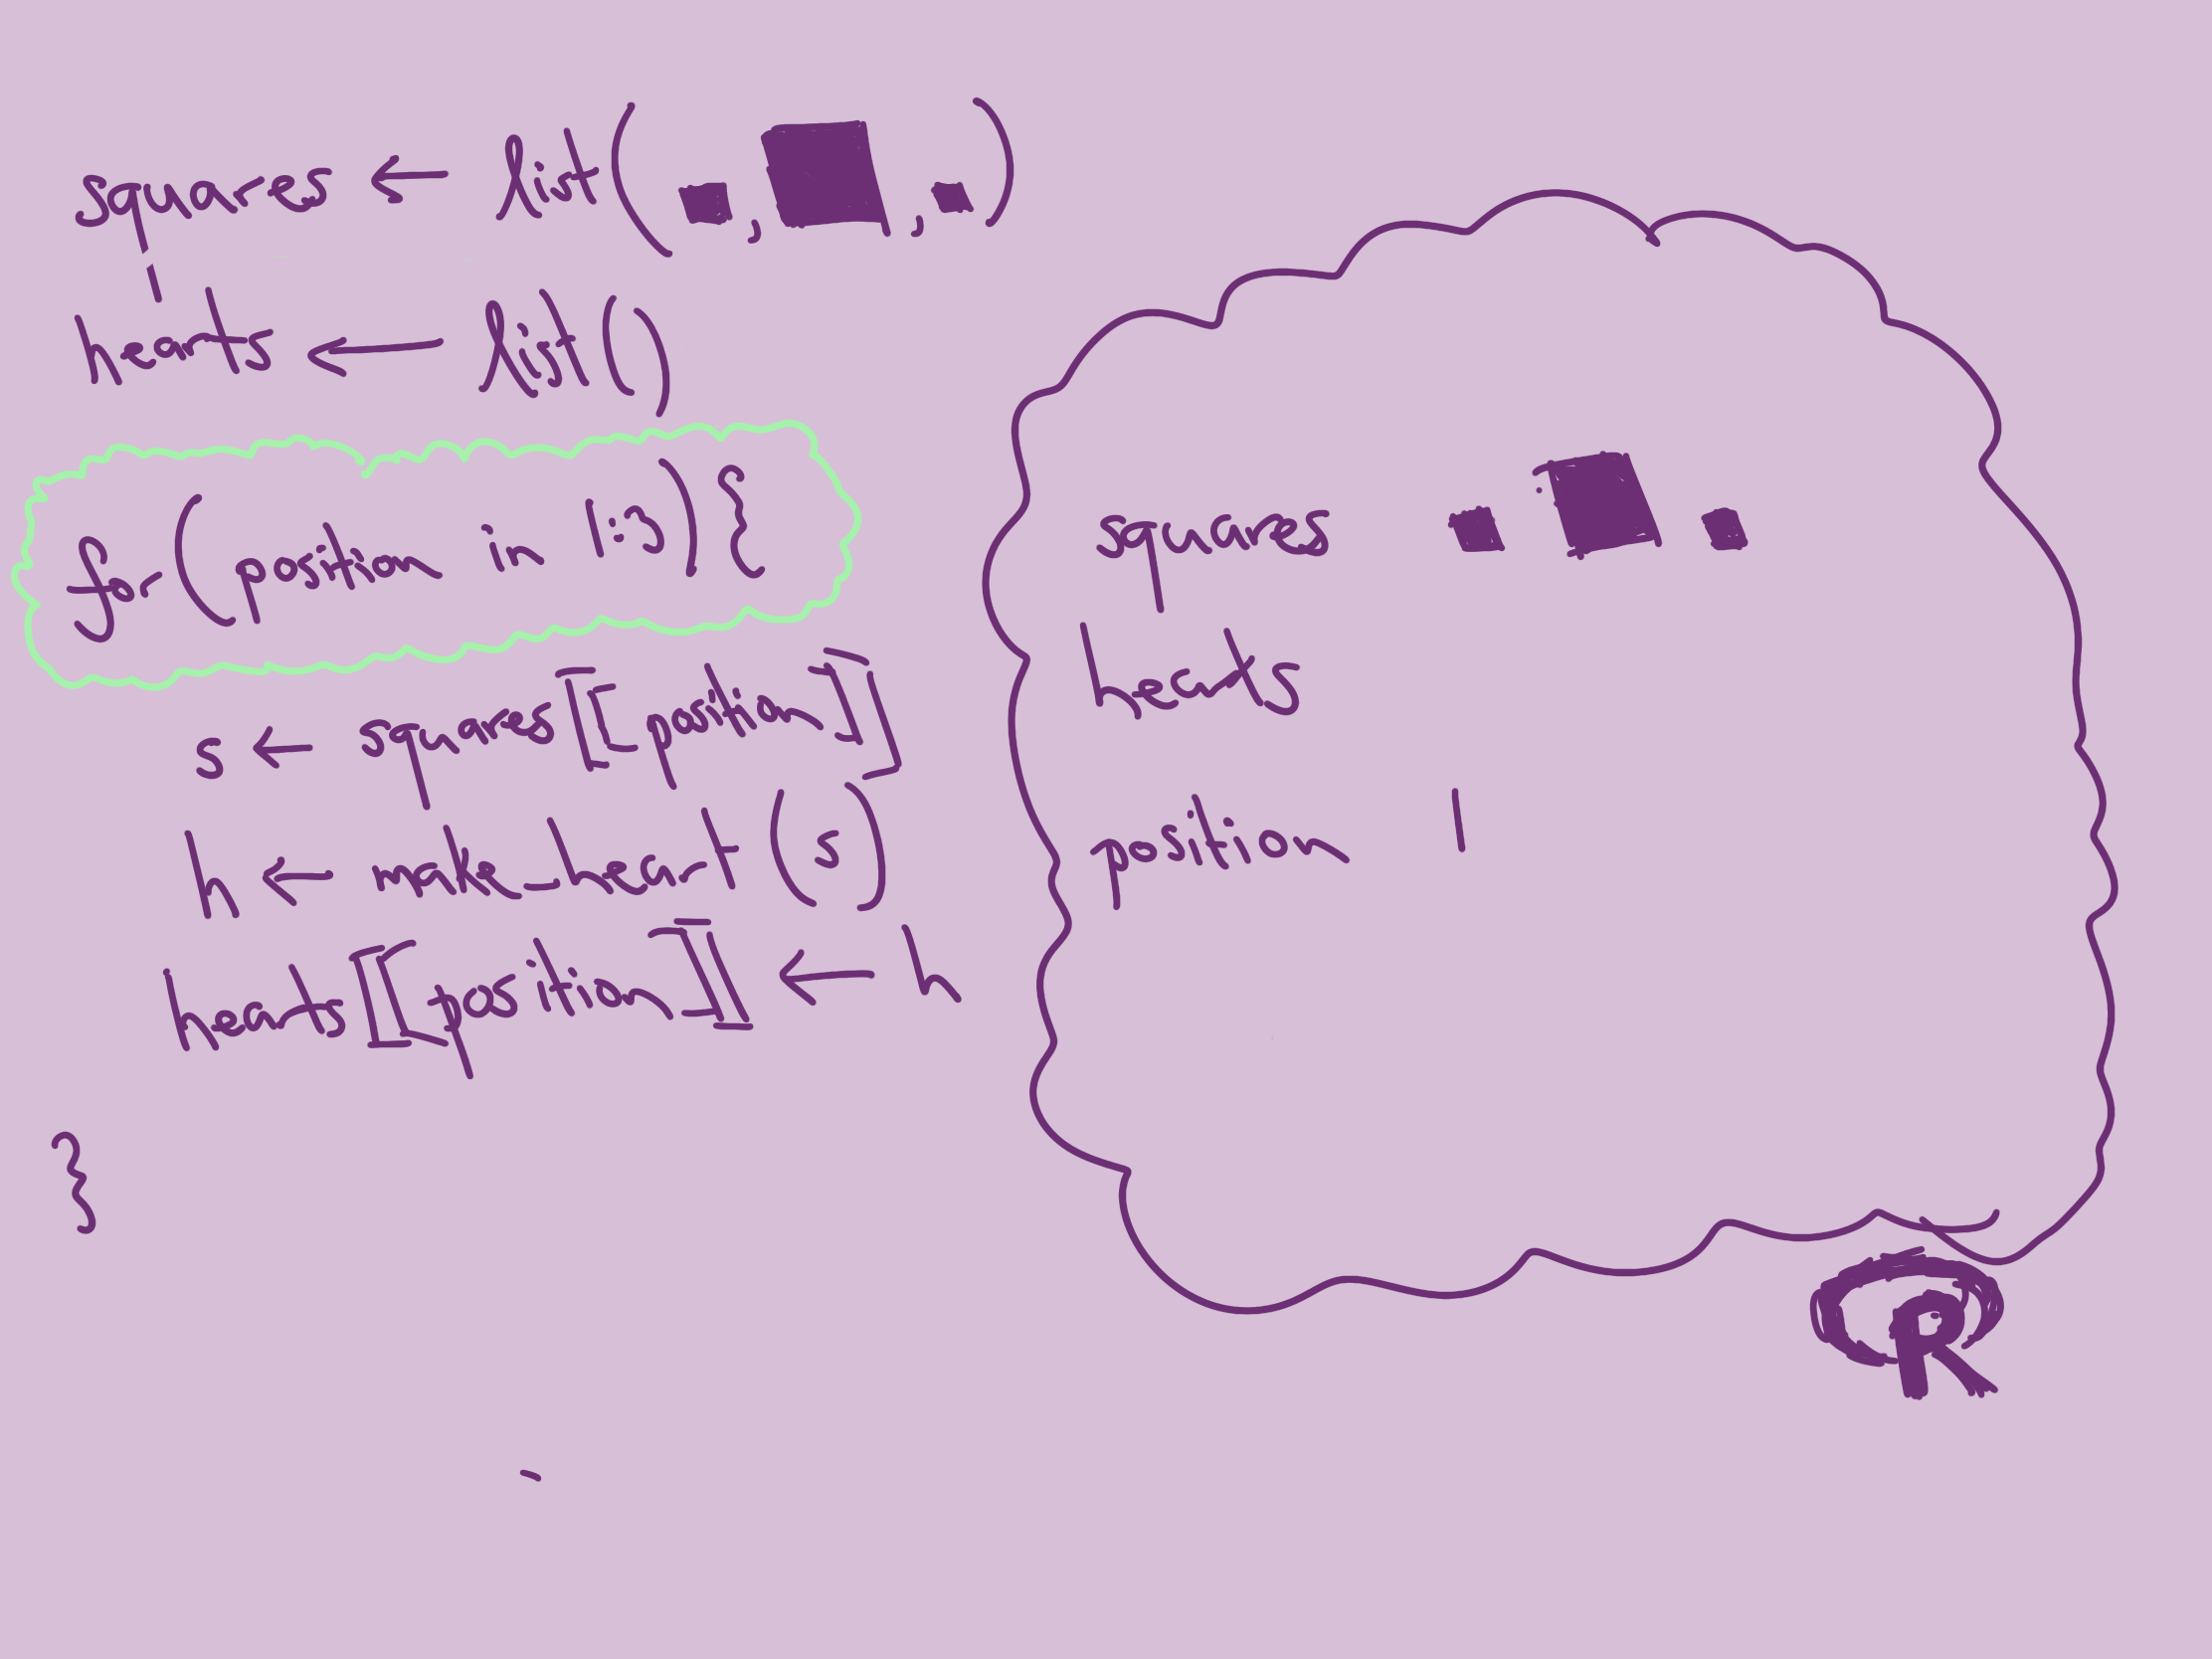 squares ← list(■, ■, ■)
hearts ← list()
for (position in 1:3) {
s ← squares[[position]]
h ← make_heart(s)
hearts[[position]] ← h
}
squares ■ ■ ■
hearts
position 1
R